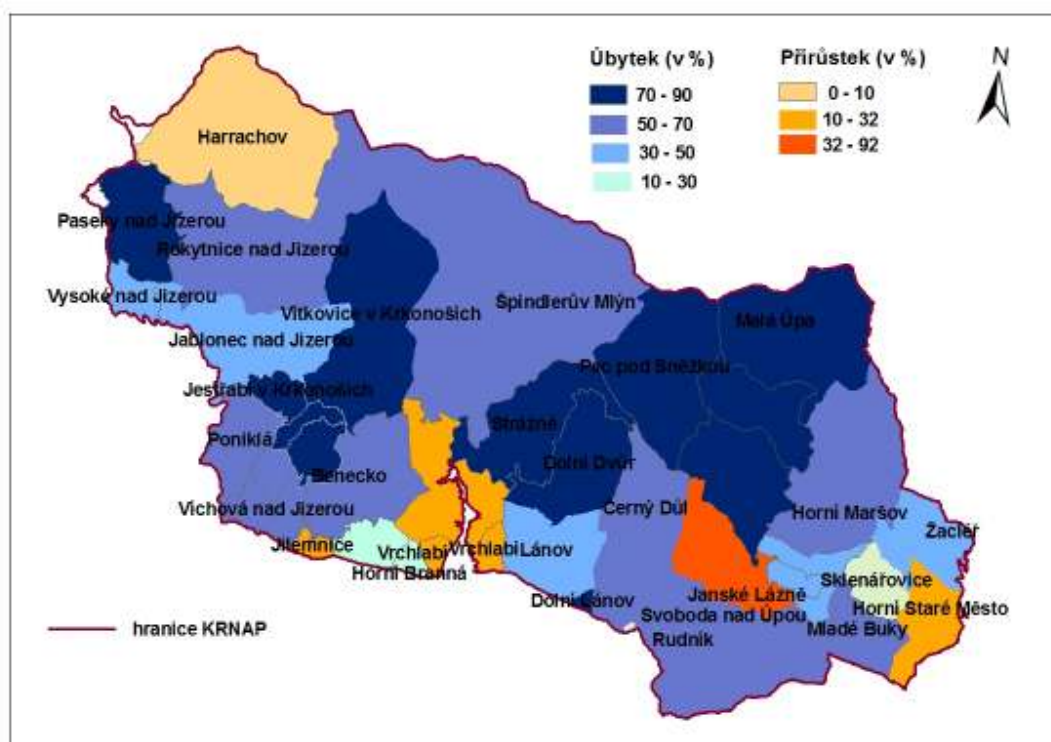 Úbytek (v %)
70 - 90
50 - 70
30 - 50
10 - 30
Přirůstek (v %)
0 - 10
10 - 32
32 - 92
N
Harrachov
Paseky nad Jizerou
Rokytnice nad Jizerou
Vysoké nad Jizerou
Vítkovice v Krkonoších
Špindlerův Mlýn
Malá Úpa
Jablonec nad Jizerou
Pec pod Sněžkou
Jestřabí v Krkonoších
Strážné
Poniklá
Benecko
Dolní Dvůr
Víchová nad Jizerou
Černý Důl
Horní Maršov
Žacléř
Jilemnice
Vrchlabí
Vrchlabí
Lánov
Horní Branná
Sklenářovice
Janské Lázně
Dolní Lánov
Svoboda nad Úpou
Horní Staré Město
Mladé Buky
Rudník
hranice KRNAP